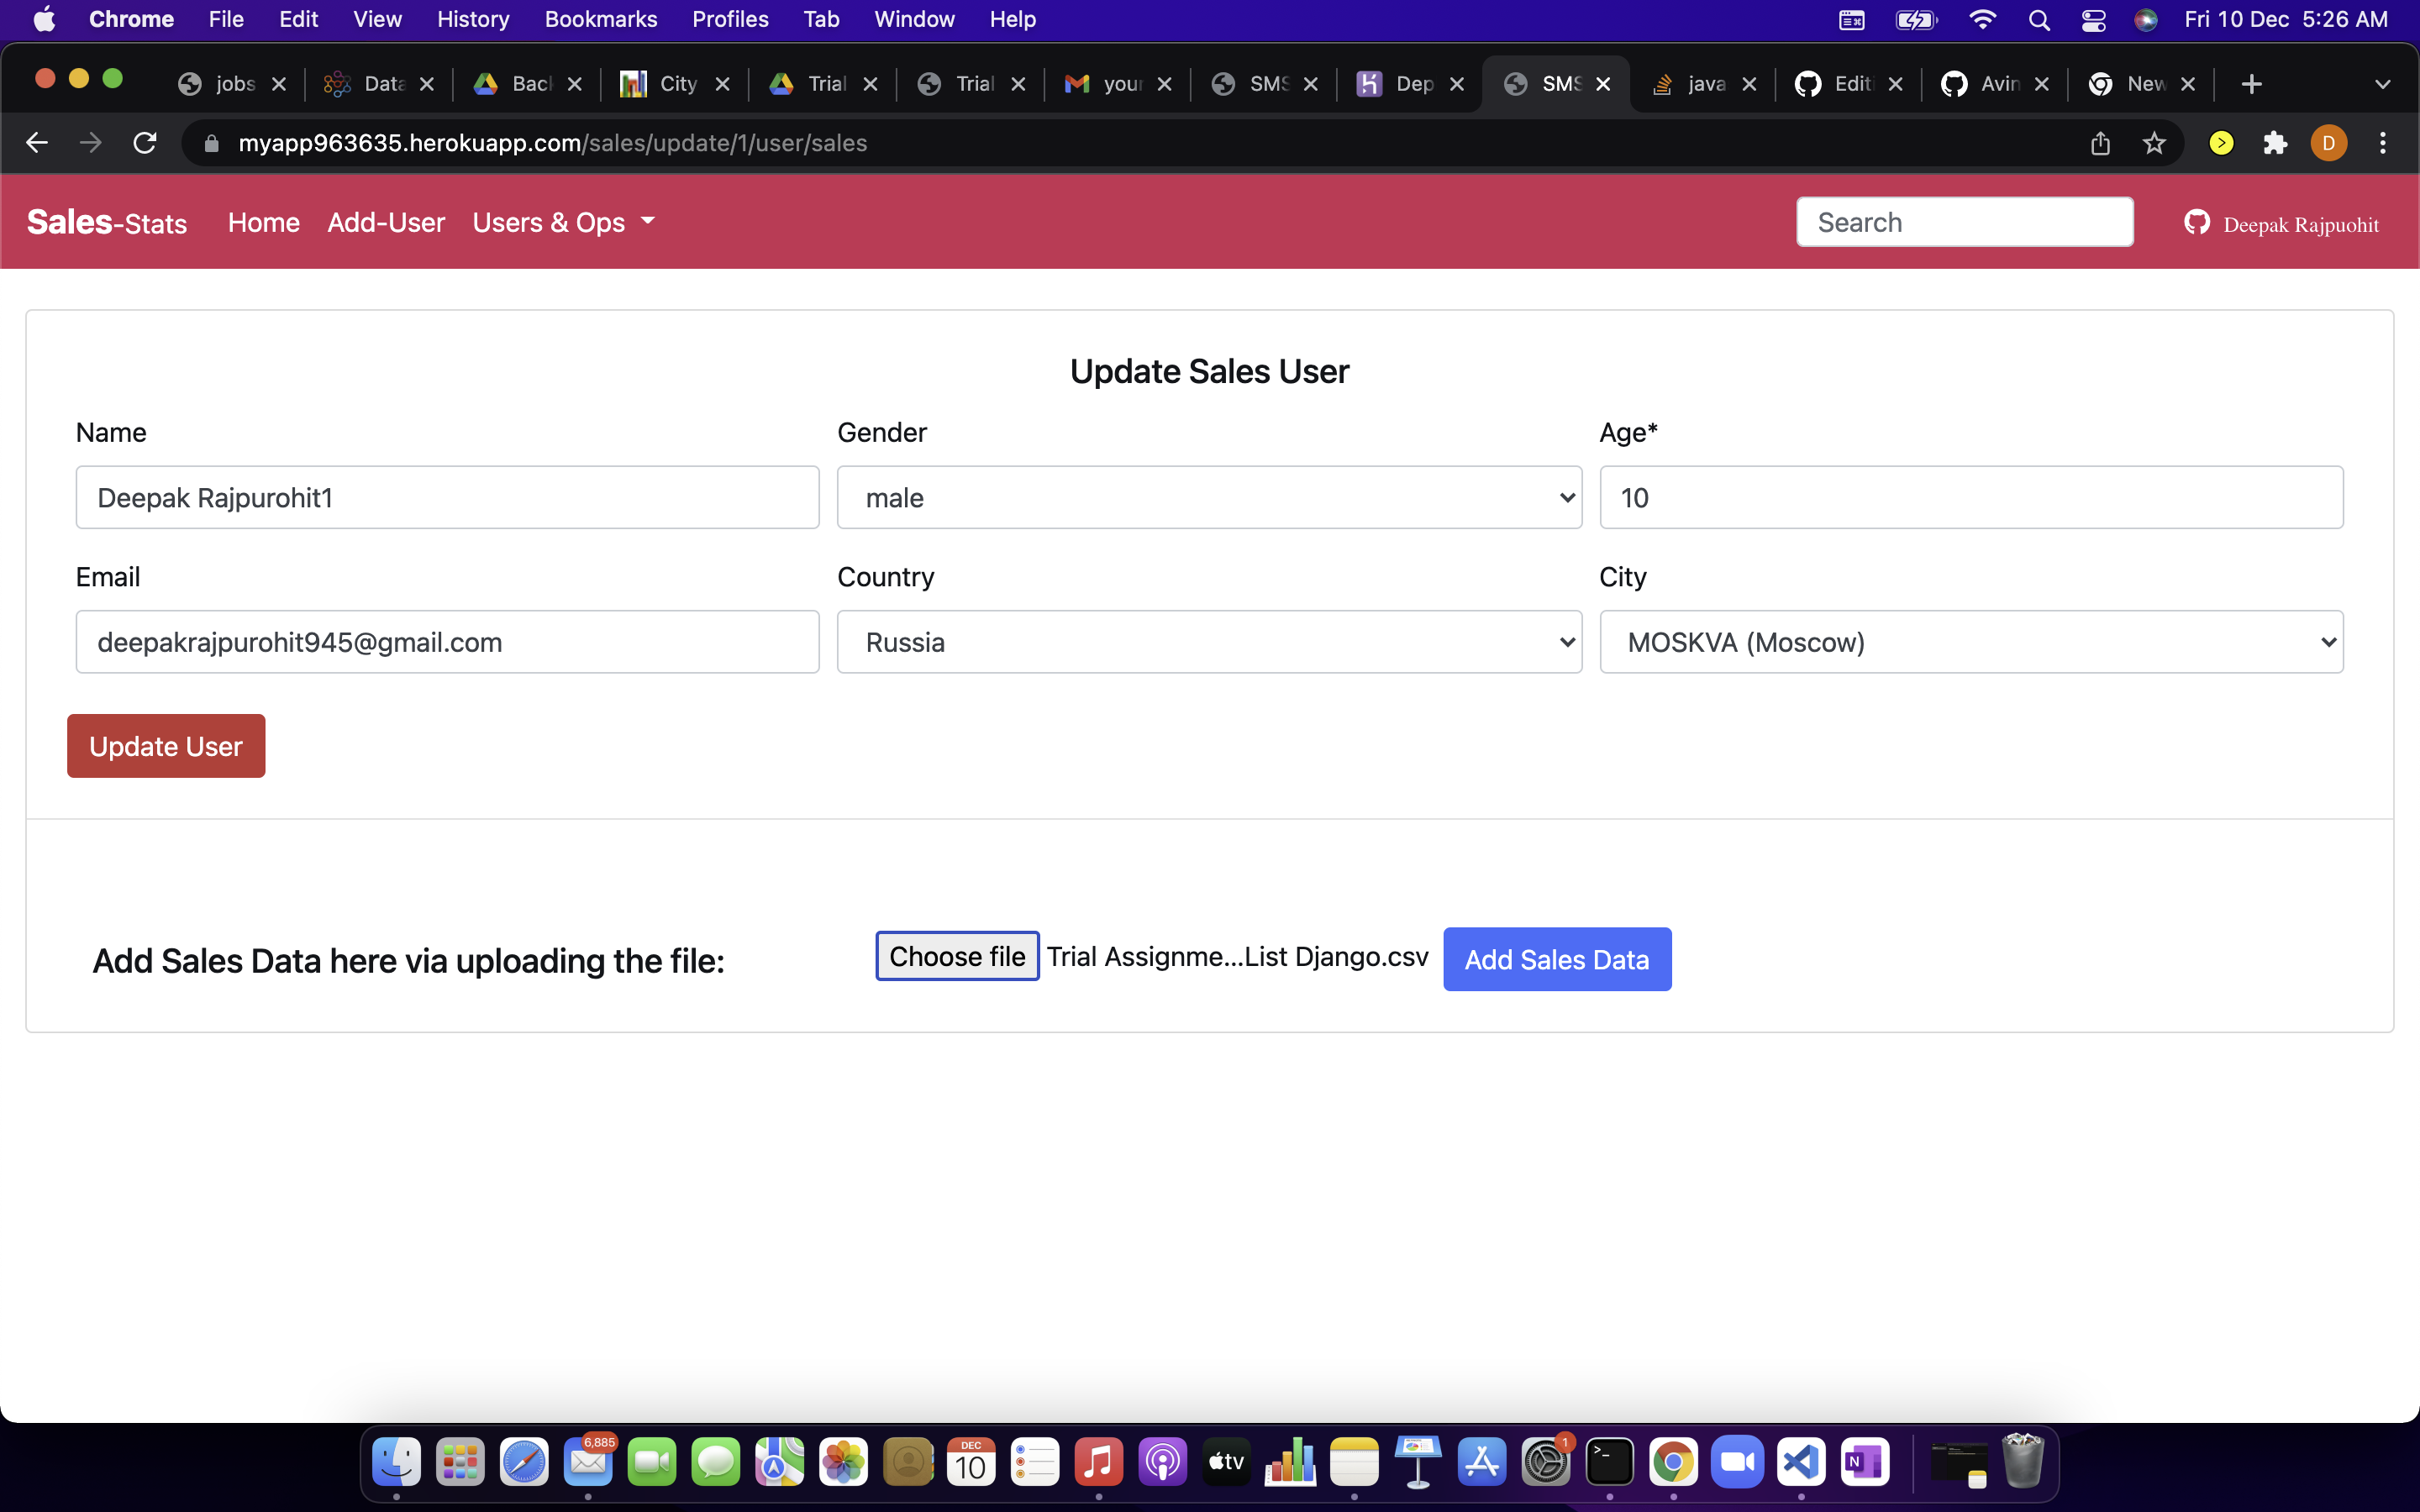 Chrome File Edit View History Bookmarks Profiles Tab Window Help Fri 10 Dec 5:26 AM
jobs Data Back City Trial Trial your SMS Dep SMS java Editi Avin New
myapp963635.herokuapp.com/sales/update/1/user/sales D
Sales-Stats Home Add-User Users & Ops Search Deepak Rajpuohit
Update Sales User
Name Gender Age*
Deepak Rajpurohit1 male 10
Email Country City
deepakrajpurohit945@gmail.com Russia MOSKVA (Moscow)
Update User
Add Sales Data here via uploading the file: Choose file Trial Assignme...List Django.csv Add Sales Data
6,885 DEC 10 tv 1 N